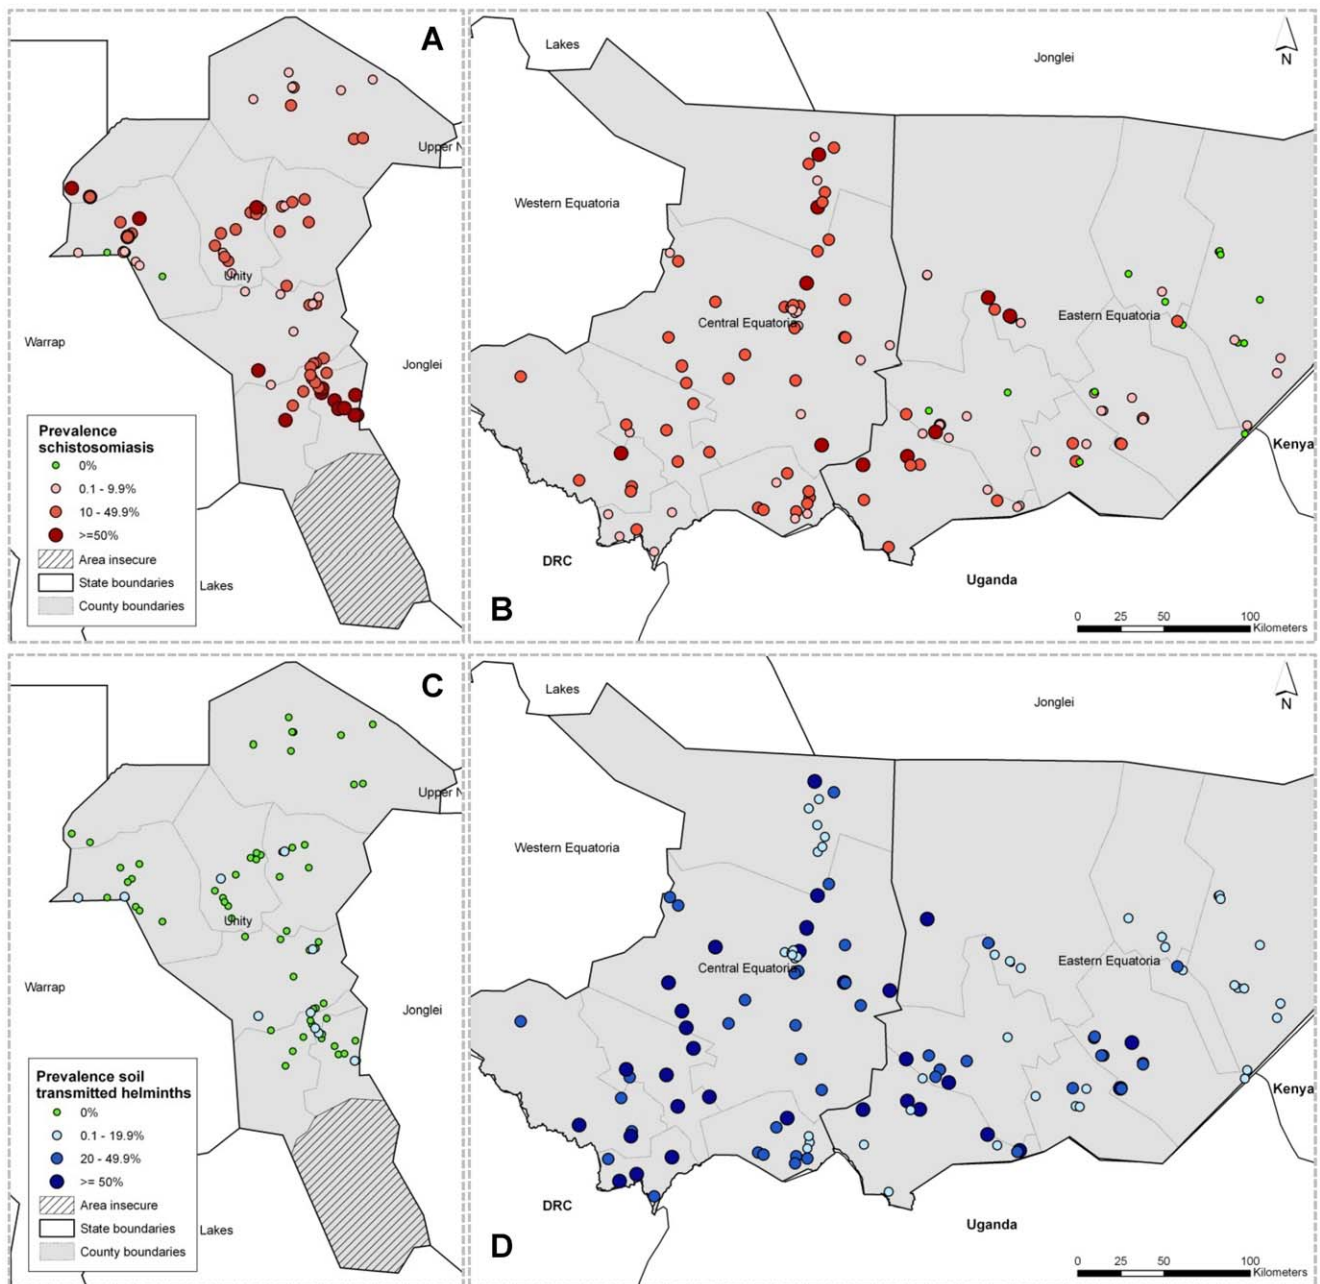 A
Upper N
Unity
Warrap
Jonglei
Prevalence
schistosomiasis
0%
0.1 - 9.9%
10 - 49.9%
>=50%
Area insecure
State boundaries
County boundaries
Lakes
Lakes
Jonglei
N
Western Equatoria
Central Equatoria
Eastern Equatoria
Kenya
DRC
Uganda
B
0 25 50 100
Kilometers
C
Upper N
Unity
Warrap
Jonglei
Prevalence soil
transmitted helminths
0%
0.1 - 19.9%
20 - 49.9%
>= 50%
Area insecure
State boundaries
County boundaries
Lakes
Lakes
Jonglei
N
Western Equatoria
Central Equatoria
Eastern Equatoria
Kenya
DRC
Uganda
D
0 25 50 100
Kilometers